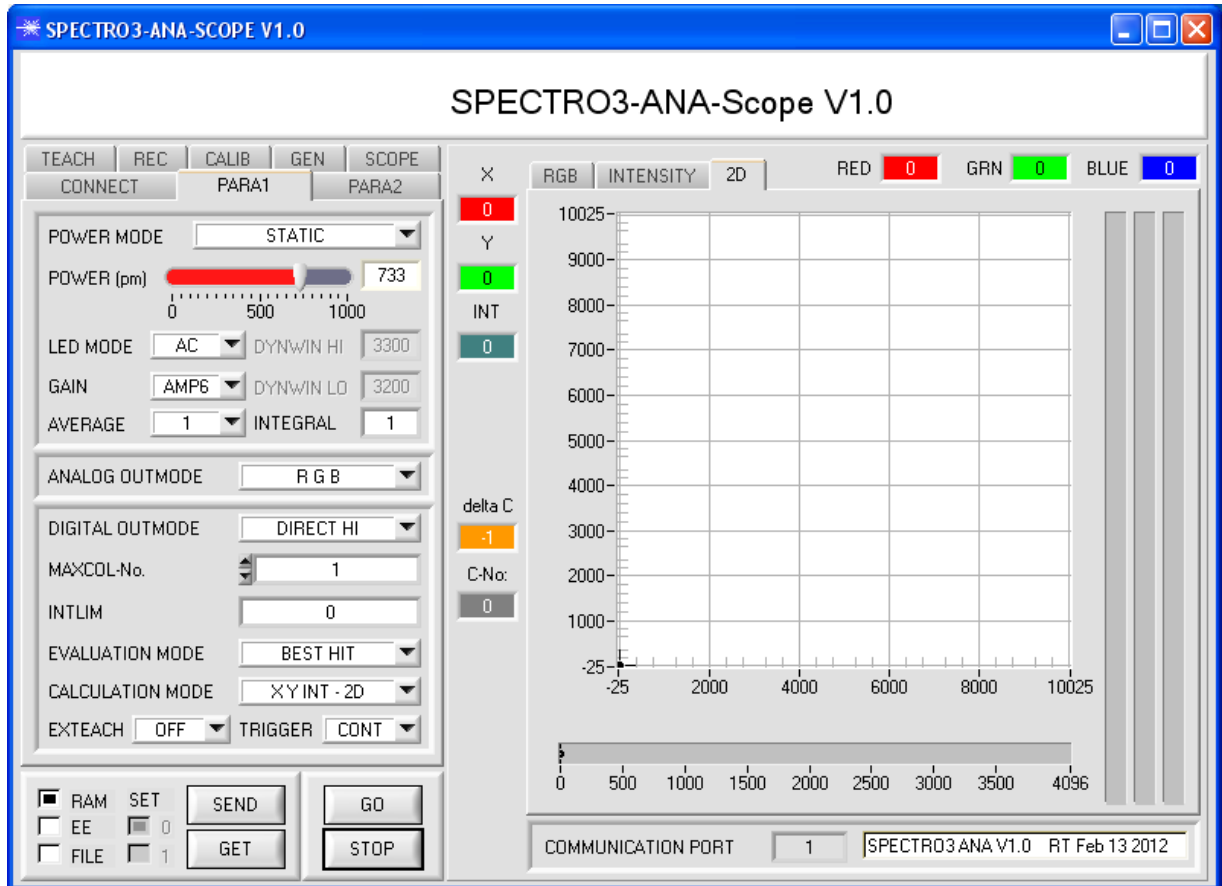 SPECTRO3-ANA-SCOPE V1.0
SPECTRO3-ANA-Scope V1.0
TEACH REC CALIB GEN SCOPE
CONNECT PARA1 PARA2
POWER MODE STATIC
POWER (pm) 733
0 500 1000
LED MODE AC DYNWIN HI 3300
GAIN AMP6 DYNWIN LO 3200
AVERAGE 1 INTEGRAL 1
ANALOG OUTMODE R G B
DIGITAL OUTMODE DIRECT HI
MAXCOL-No. 1
INTLIM 0
EVALUATION MODE BEST HIT
CALCULATION MODE X Y INT - 2D
EXTEACH OFF TRIGGER CONT
RAM SET SEND
EE 0
FILE 1 GET
GO
STOP
X
0
Y
0
INT
0
delta C
-1
C-No:
0
RGB INTENSITY 2D RED 0 GRN 0 BLUE 0
10025
9000
8000
7000
6000
5000
4000
3000
2000
1000
-25
-25 2000 4000 6000 8000 10025
0 500 1000 1500 2000 2500 3000 3500 4096
COMMUNICATION PORT 1 SPECTRO3 ANA V1.0 RT Feb 13 2012